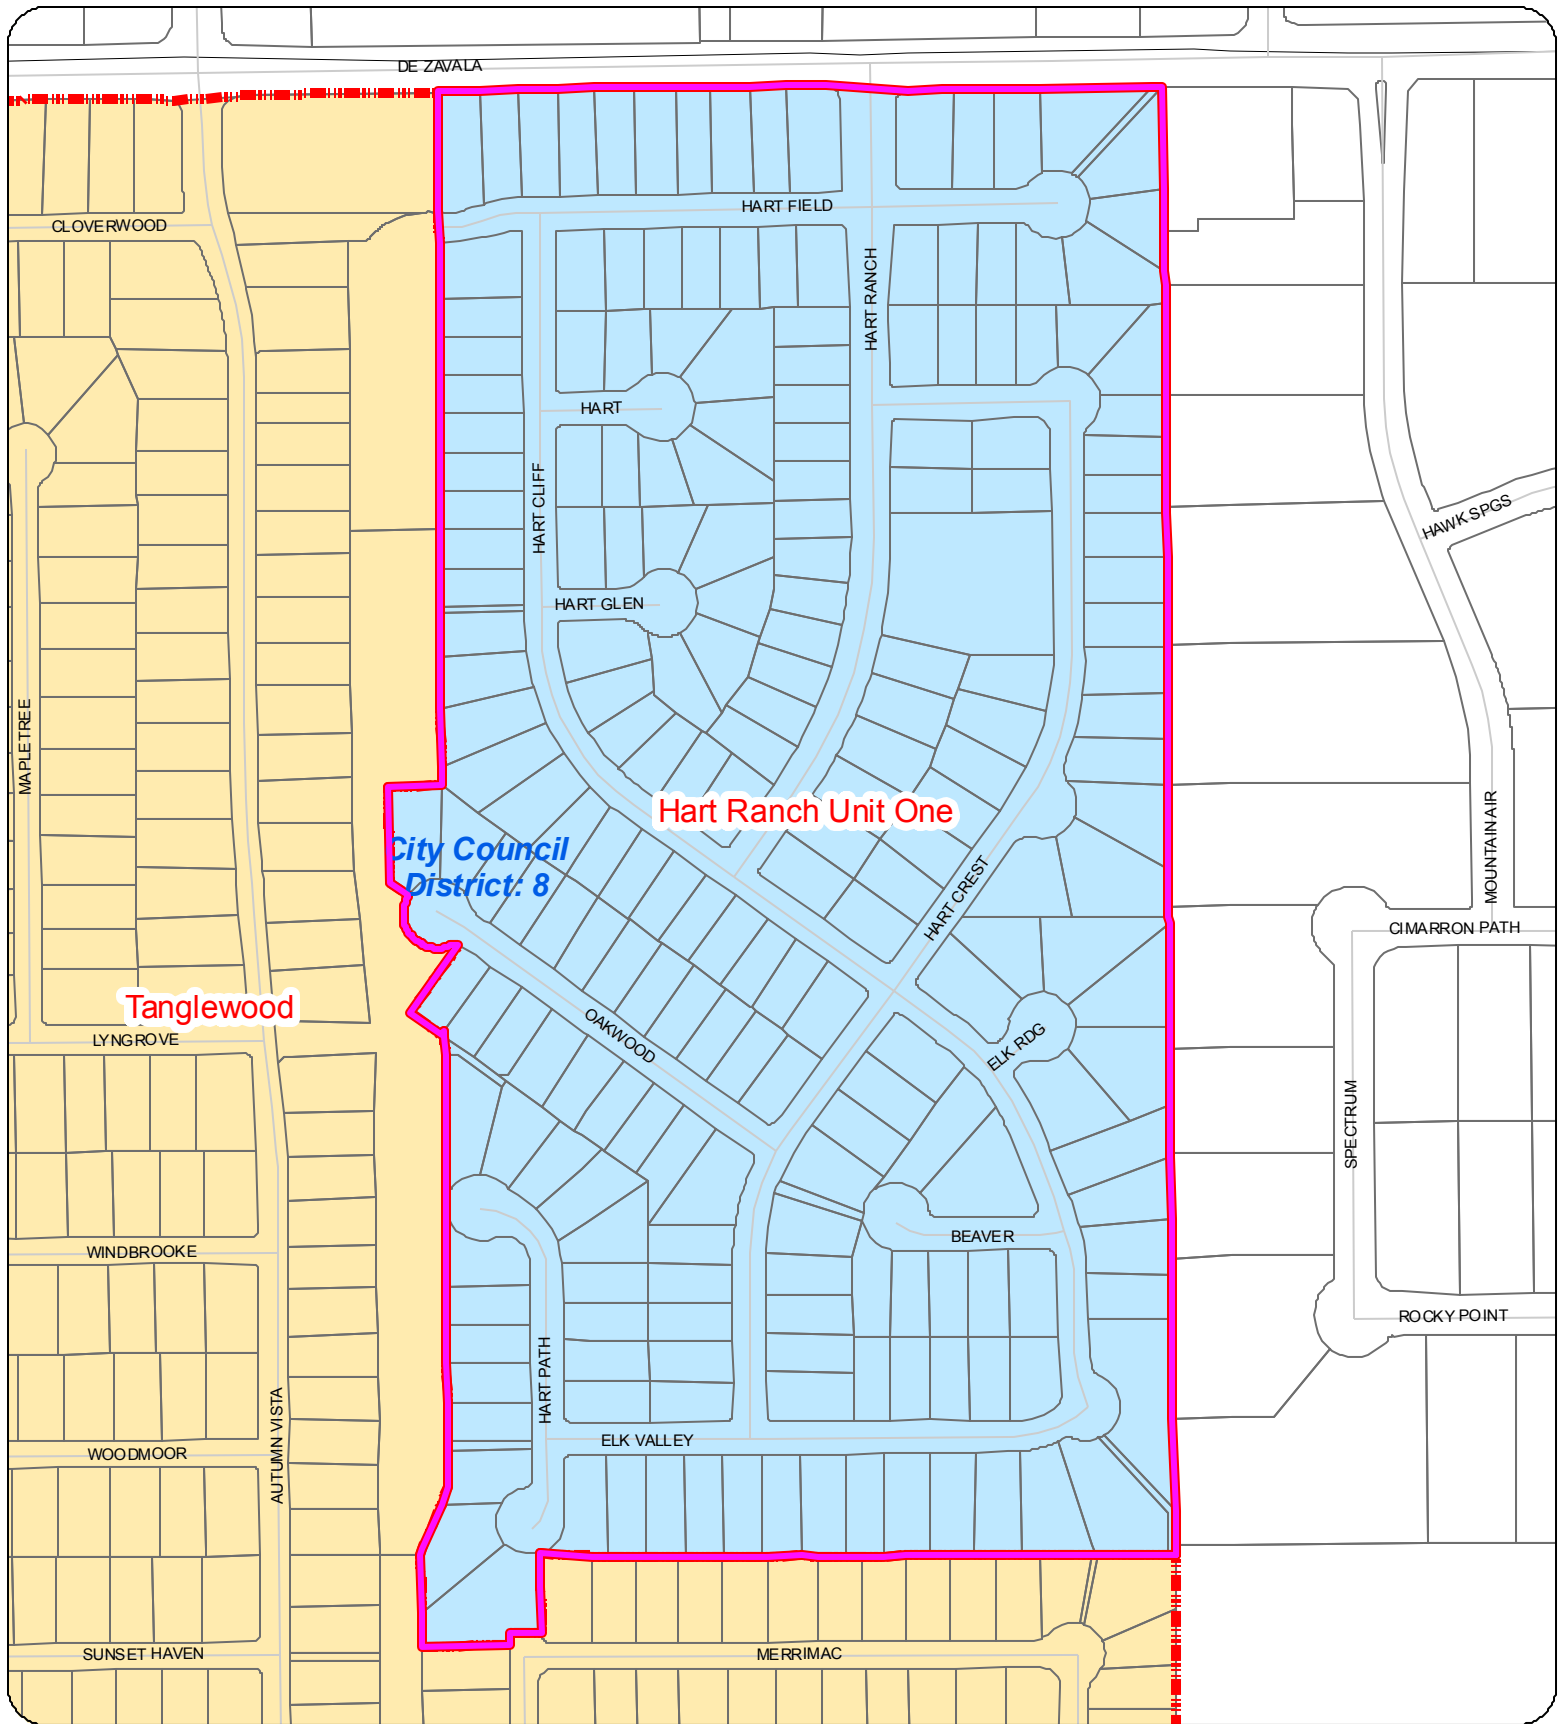 DE ZAVALA
HART FIELD
CLOVERWOOD
HART RANCH
HART
HART CLIFF
HAWK SPGS
HART GLEN
MAPLETREE
Hart Ranch Unit One
City Council
District: 8
MOUNTAIN AIR
HART CREST
CIMARRON PATH
Tanglewood
OAKWOOD
LYNGROVE
ELK RDG
SPECTRUM
WINDBROOKE
BEAVER
ROCKY POINT
HART PATH
AUTUMN VISTA
ELK VALLEY
WOODMOOR
SUNSET HAVEN
MERRIMAC